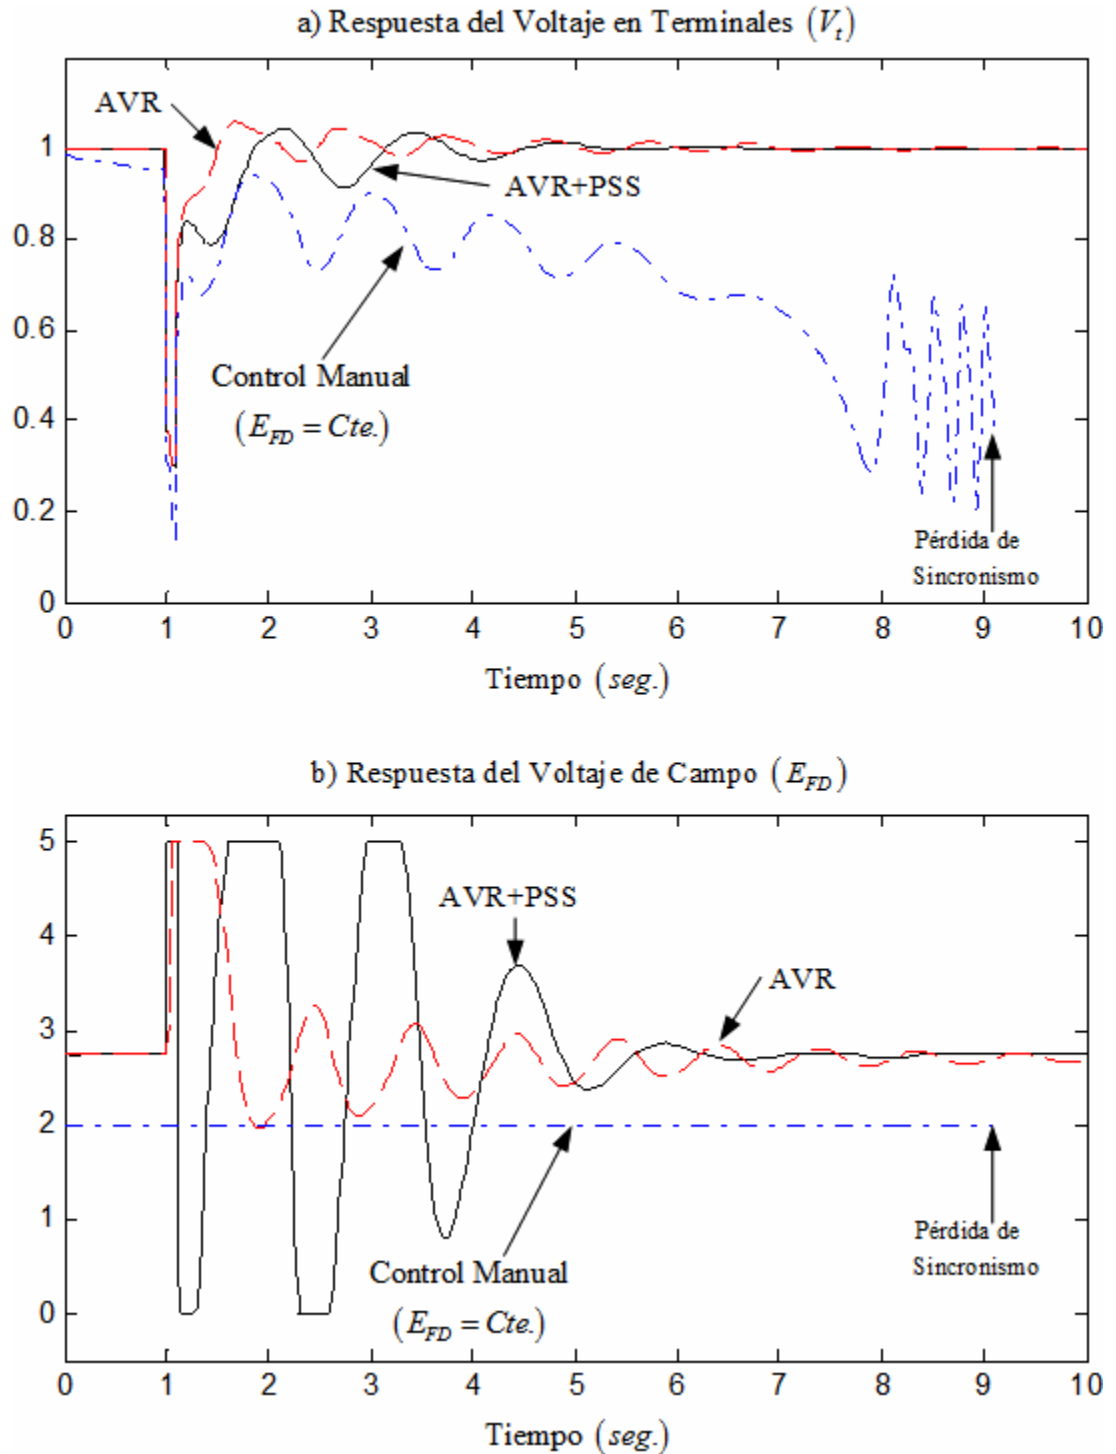 a) Respuesta del Voltaje en Terminales (V_t)
AVR
1
AVR+PSS
0.8
0.6
Control Manual
(E_FD = Cte.)
0.4
0.2
Pérdida de
Sincronismo
0
0 1 2 3 4 5 6 7 8 9 10
Tiempo (seg.)
b) Respuesta del Voltaje de Campo (E_FD)
5
AVR+PSS
4
AVR
3
2
1
Pérdida de
Sincronismo
Control Manual
(E_FD = Cte.)
0
0 1 2 3 4 5 6 7 8 9 10
Tiempo (seg.)